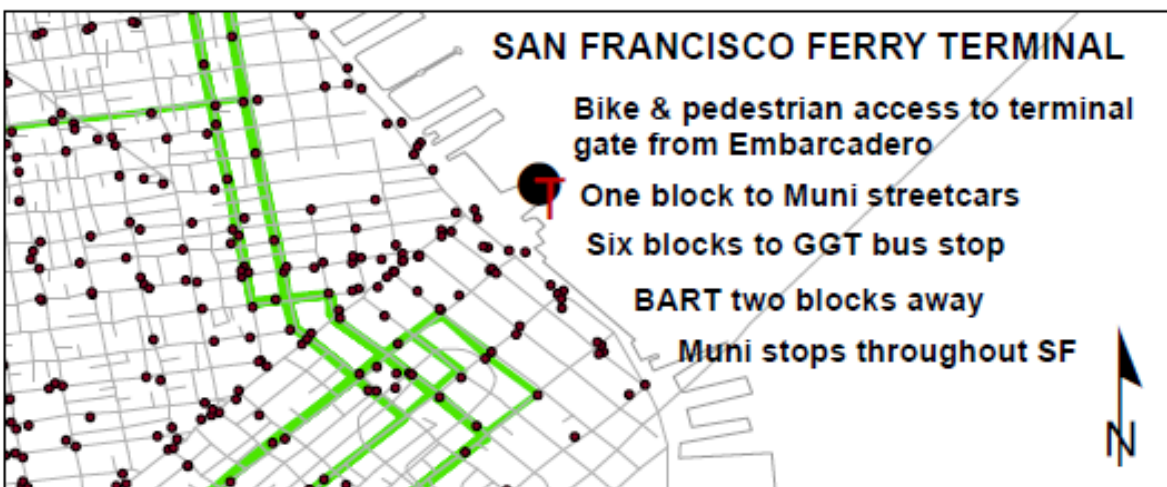 SAN FRANCISCO FERRY TERMINAL
Bike & pedestrian access to terminal
gate from Embarcadero
T
One block to Muni streetcars
Six blocks to GGT bus stop
BART two blocks away
Muni stops throughout SF
N